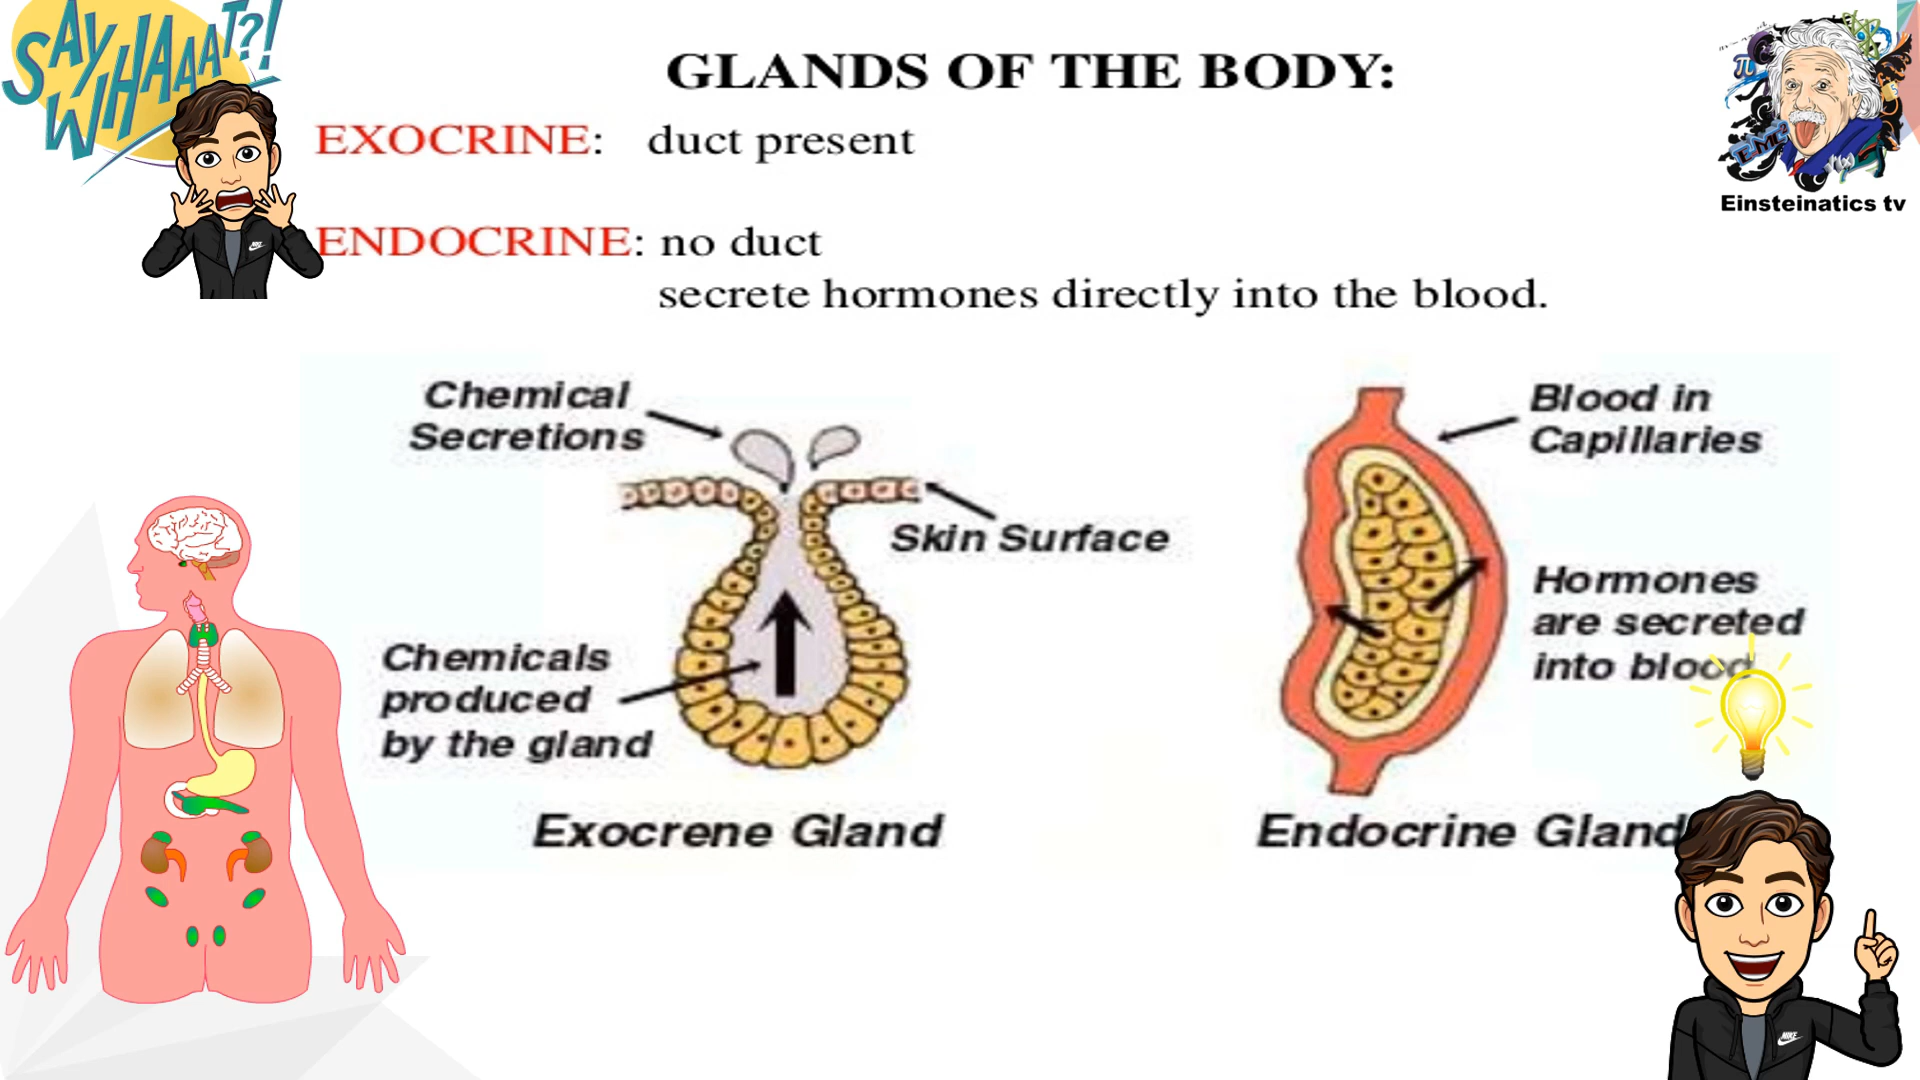 SAY WHAAAT?!
GLANDS OF THE BODY:
EXOCRINE: duct present
ENDOCRINE: no duct
secrete hormones directly into the blood.
Einsteinatics tv
Chemical
Secretions
Skin Surface
Chemicals
produced
by the gland
Exocrene Gland
Blood in
Capillaries
Hormones
are secreted
into blood
Endocrine Gland
NIKE
NIKE